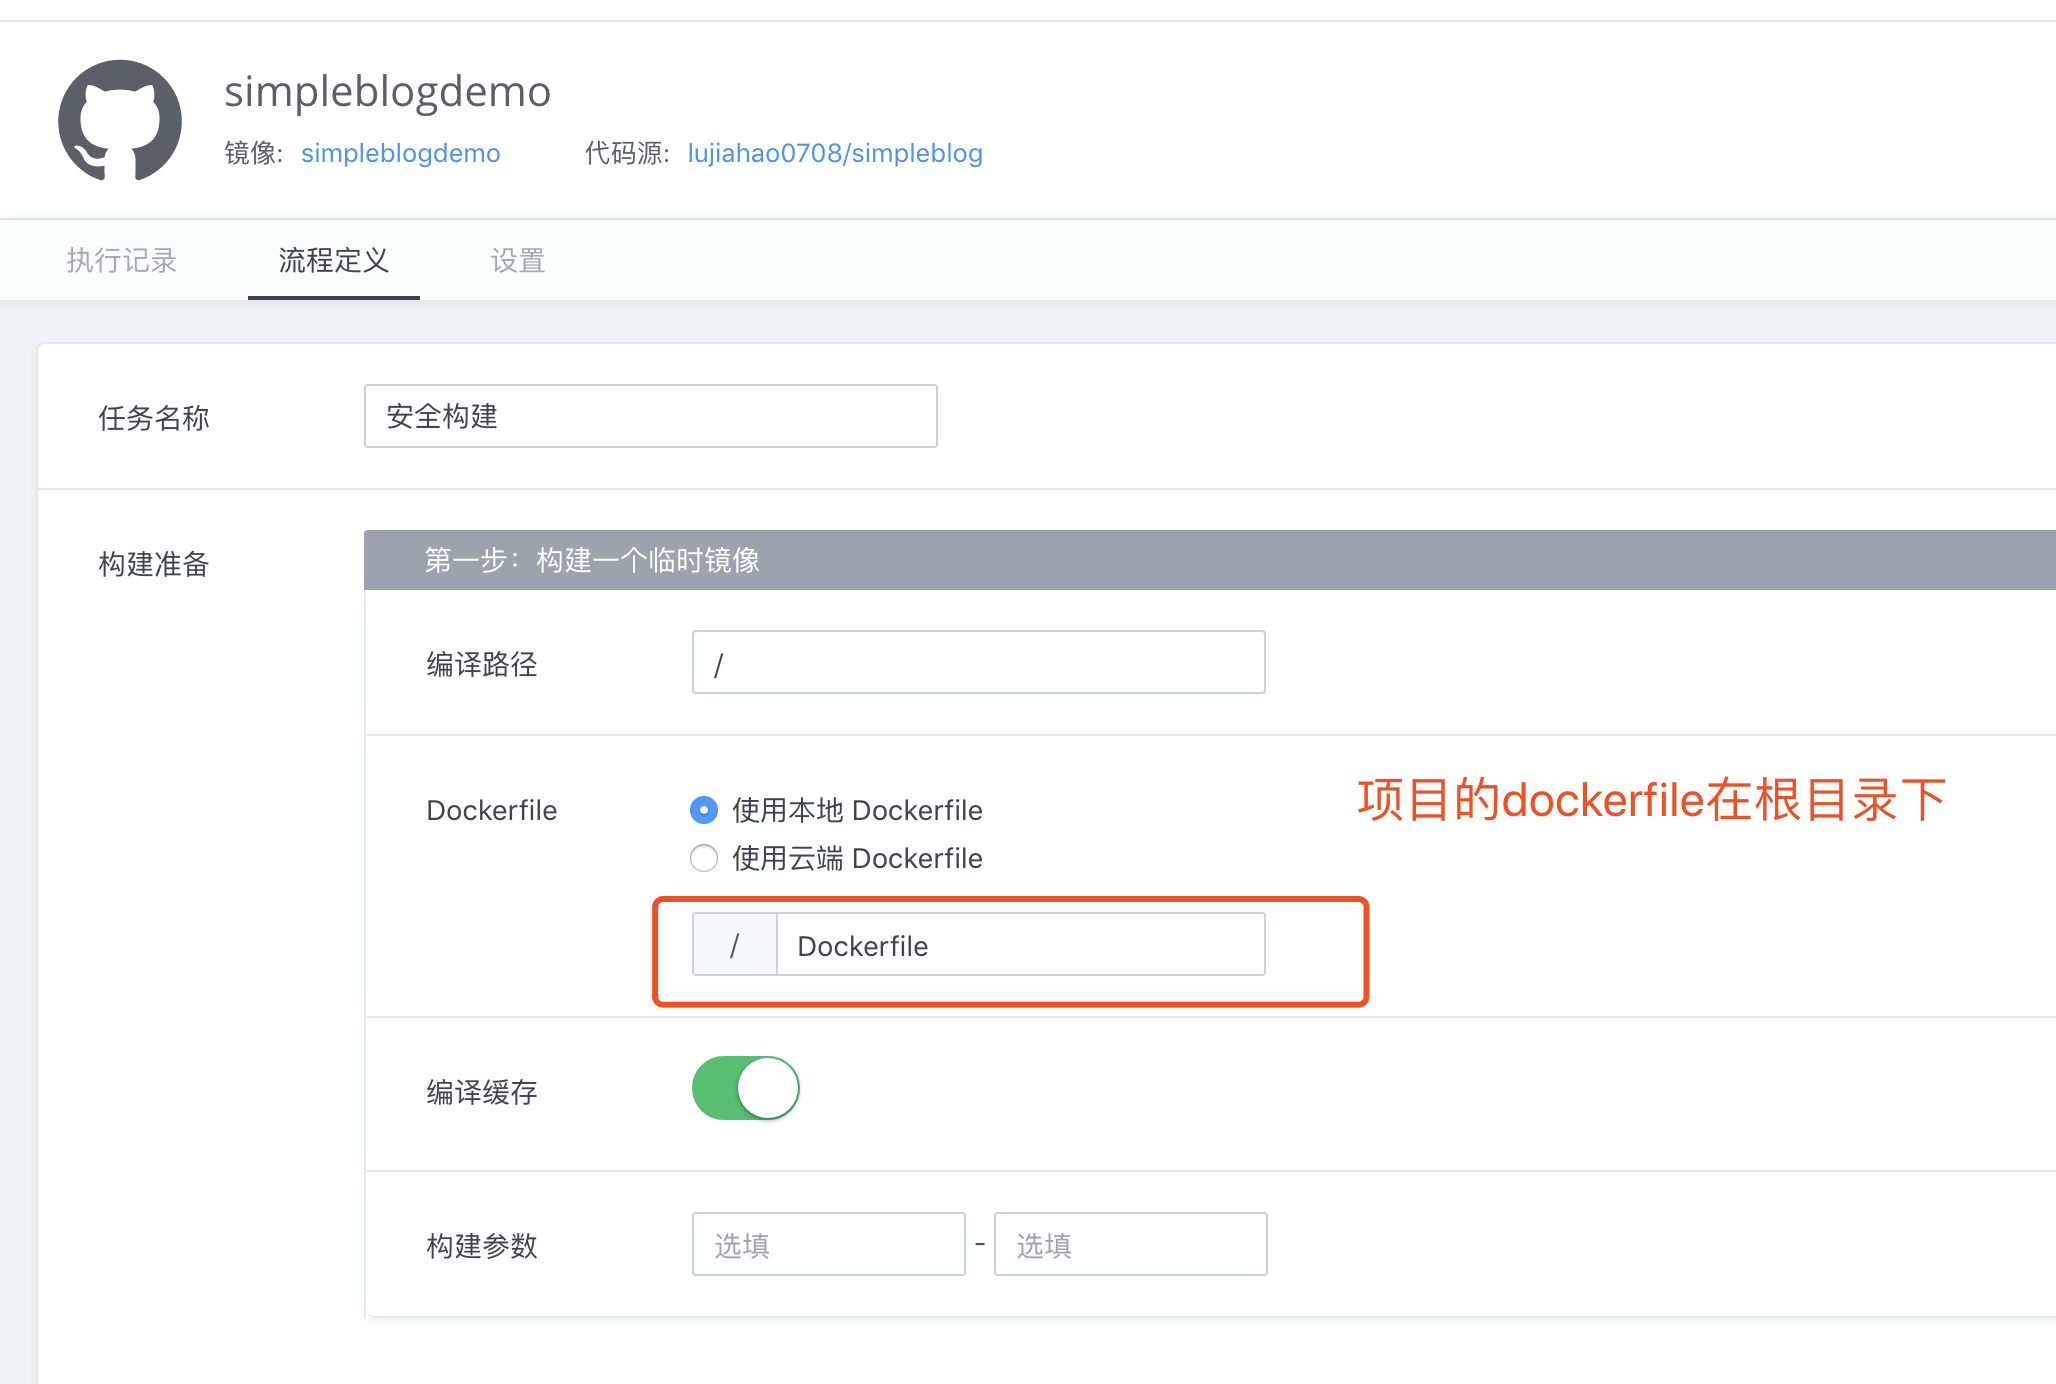 simpleblogdemo
镜像: simpleblogdemo 代码源: lujiahao0708/simpleblog
执行记录 流程定义 设置
任务名称 安全构建
构建准备 第一步：构建一个临时镜像
编译路径 /
Dockerfile 使用本地 Dockerfile 项目的dockerfile在根目录下
使用云端 Dockerfile
/ Dockerfile
编译缓存
构建参数 选填 - 选填